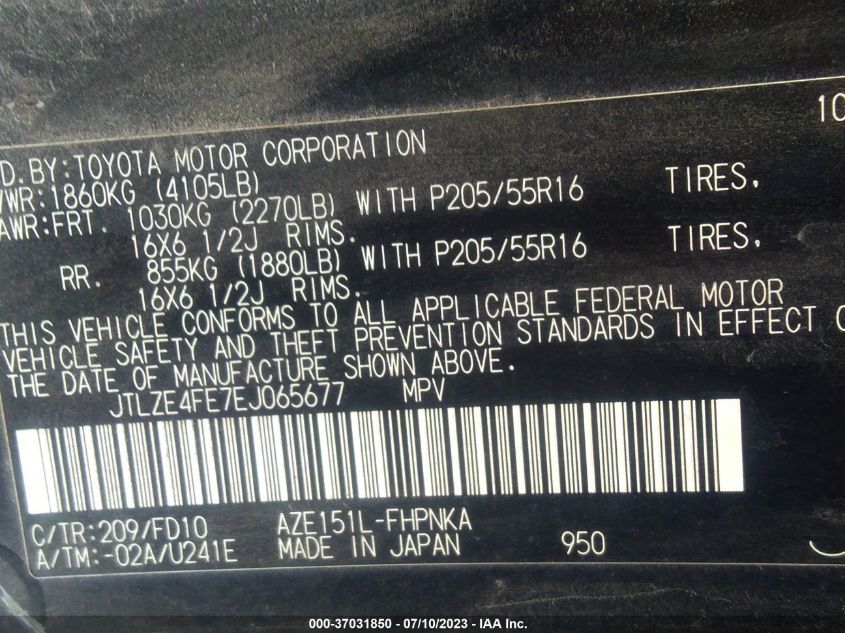 10
D.BY:TOYOTA MOTOR CORPORATION
VWR:1860KG (4105LB)
AWR:FRT. 1030KG (2270LB) WITH P205/55R16 TIRES.
16X6 1/2J RIMS.
RR. 855KG (1880LB) WITH P205/55R16 TIRES.
16X6 1/2J RIMS.
THIS VEHICLE CONFORMS TO ALL APPLICABLE FEDERAL MOTOR
VEHICLE SAFETY AND THEFT PREVENTION STANDARDS IN EFFECT O
THE DATE OF MANUFACTURE SHOWN ABOVE.
JTLZE4FE7EJ065677 MPV
C/TR:209/FD10 AZE151L-FHPNKA
A/TM:-02A/U241E MADE IN JAPAN 950
000-37031850 - 07/10/2023 - IAA Inc.